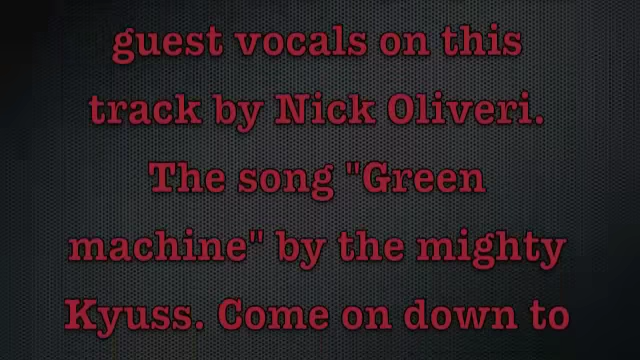 guest vocals on this
track by Nick Oliveri.
The song "Green
machine" by the mighty
Kyuss. Come on down to